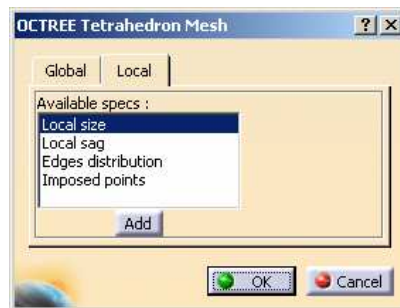 OCTREE Tetrahedron Mesh
Global Local
Available specs :
Local size
Local sag
Edges distribution
Imposed points
Add
OK Cancel